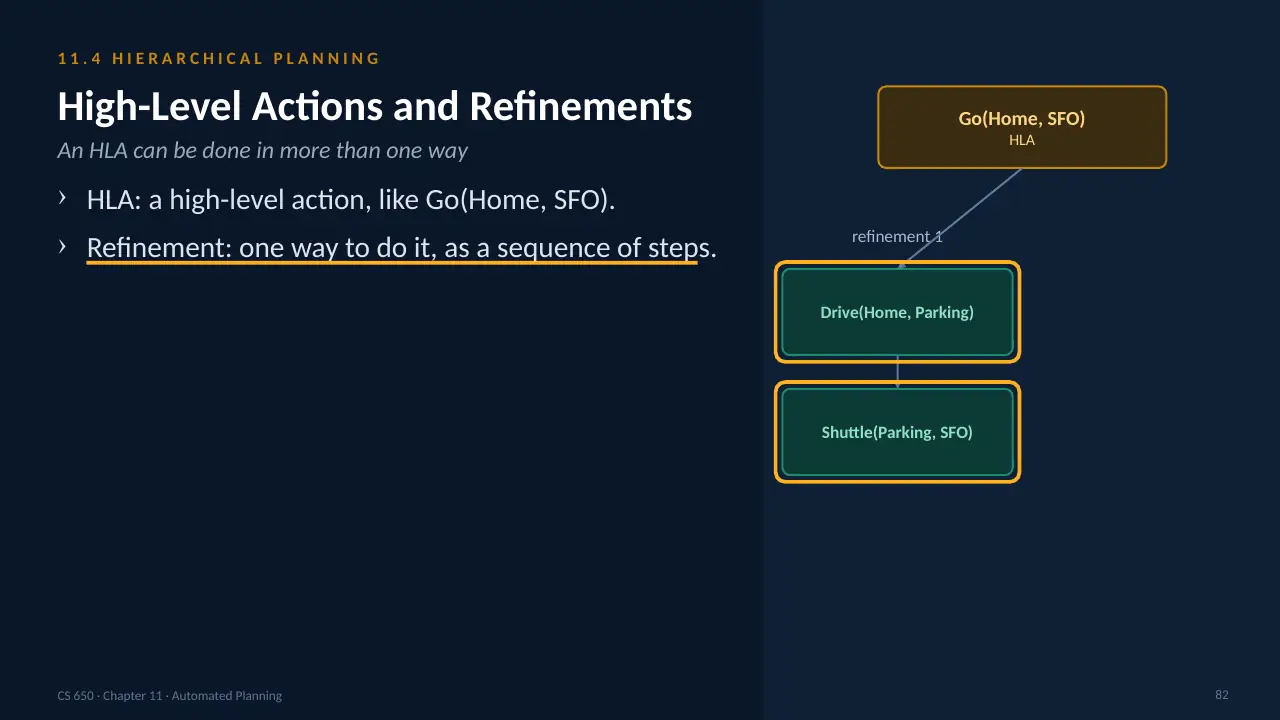 11.4 HIERARCHICAL PLANNING
High-Level Actions and Refinements
An HLA can be done in more than one way
› HLA: a high-level action, like Go(Home, SFO).
› Refinement: one way to do it, as a sequence of steps.
Go(Home, SFO)
HLA
refinement 1
Drive(Home, Parking)
Shuttle(Parking, SFO)
CS 650 · Chapter 11 · Automated Planning
82